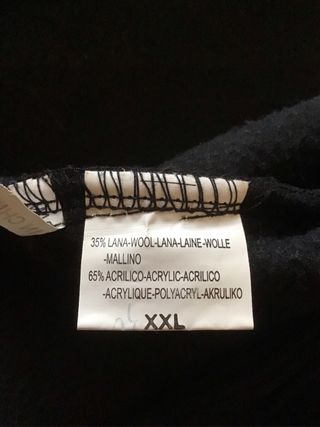 35% LANA-WOOL-LANA-LAINE-WOLLE
-MALLINO
65% ACRILICO-ACRYLIC-ACRILICO
-ACRYLIQUE-POLYACRYL-AKRULIKO
XXL